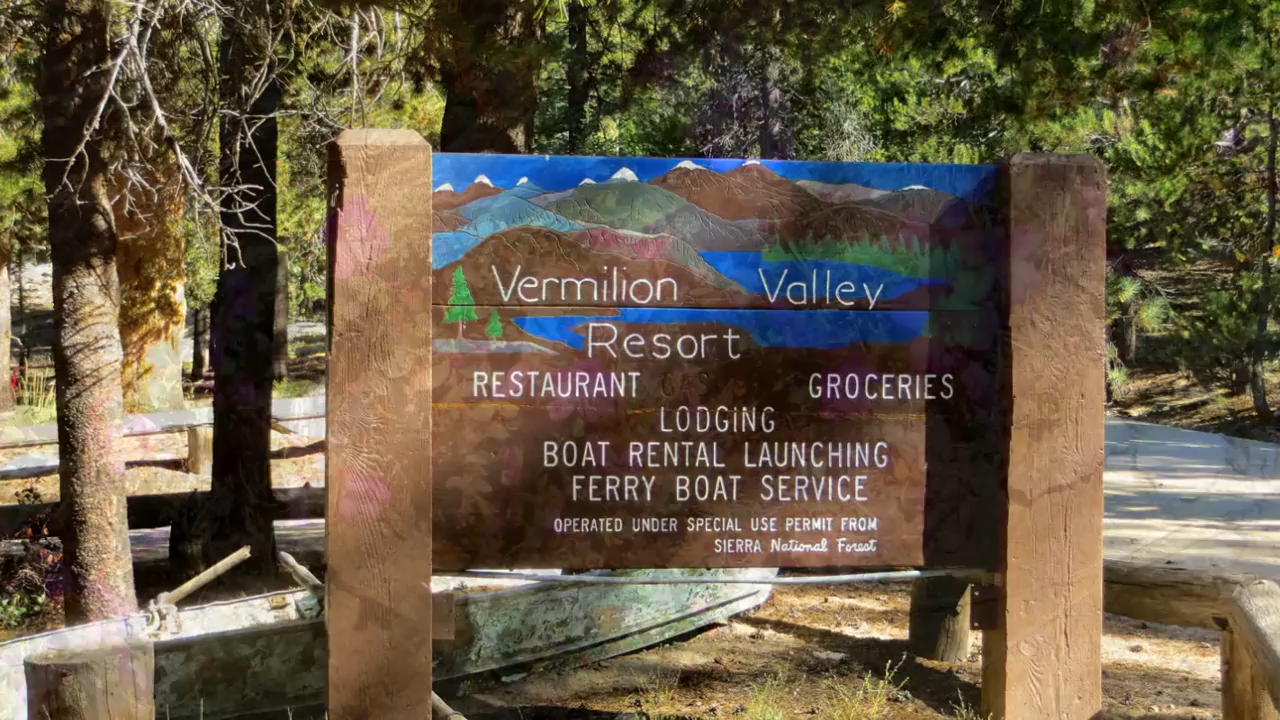 Vermilion Valley
Resort
RESTAURANT GAS GROCERIES
LODGING
BOAT RENTAL LAUNCHING
FERRY BOAT SERVICE
OPERATED UNDER SPECIAL USE PERMIT FROM
SIERRA National Forest